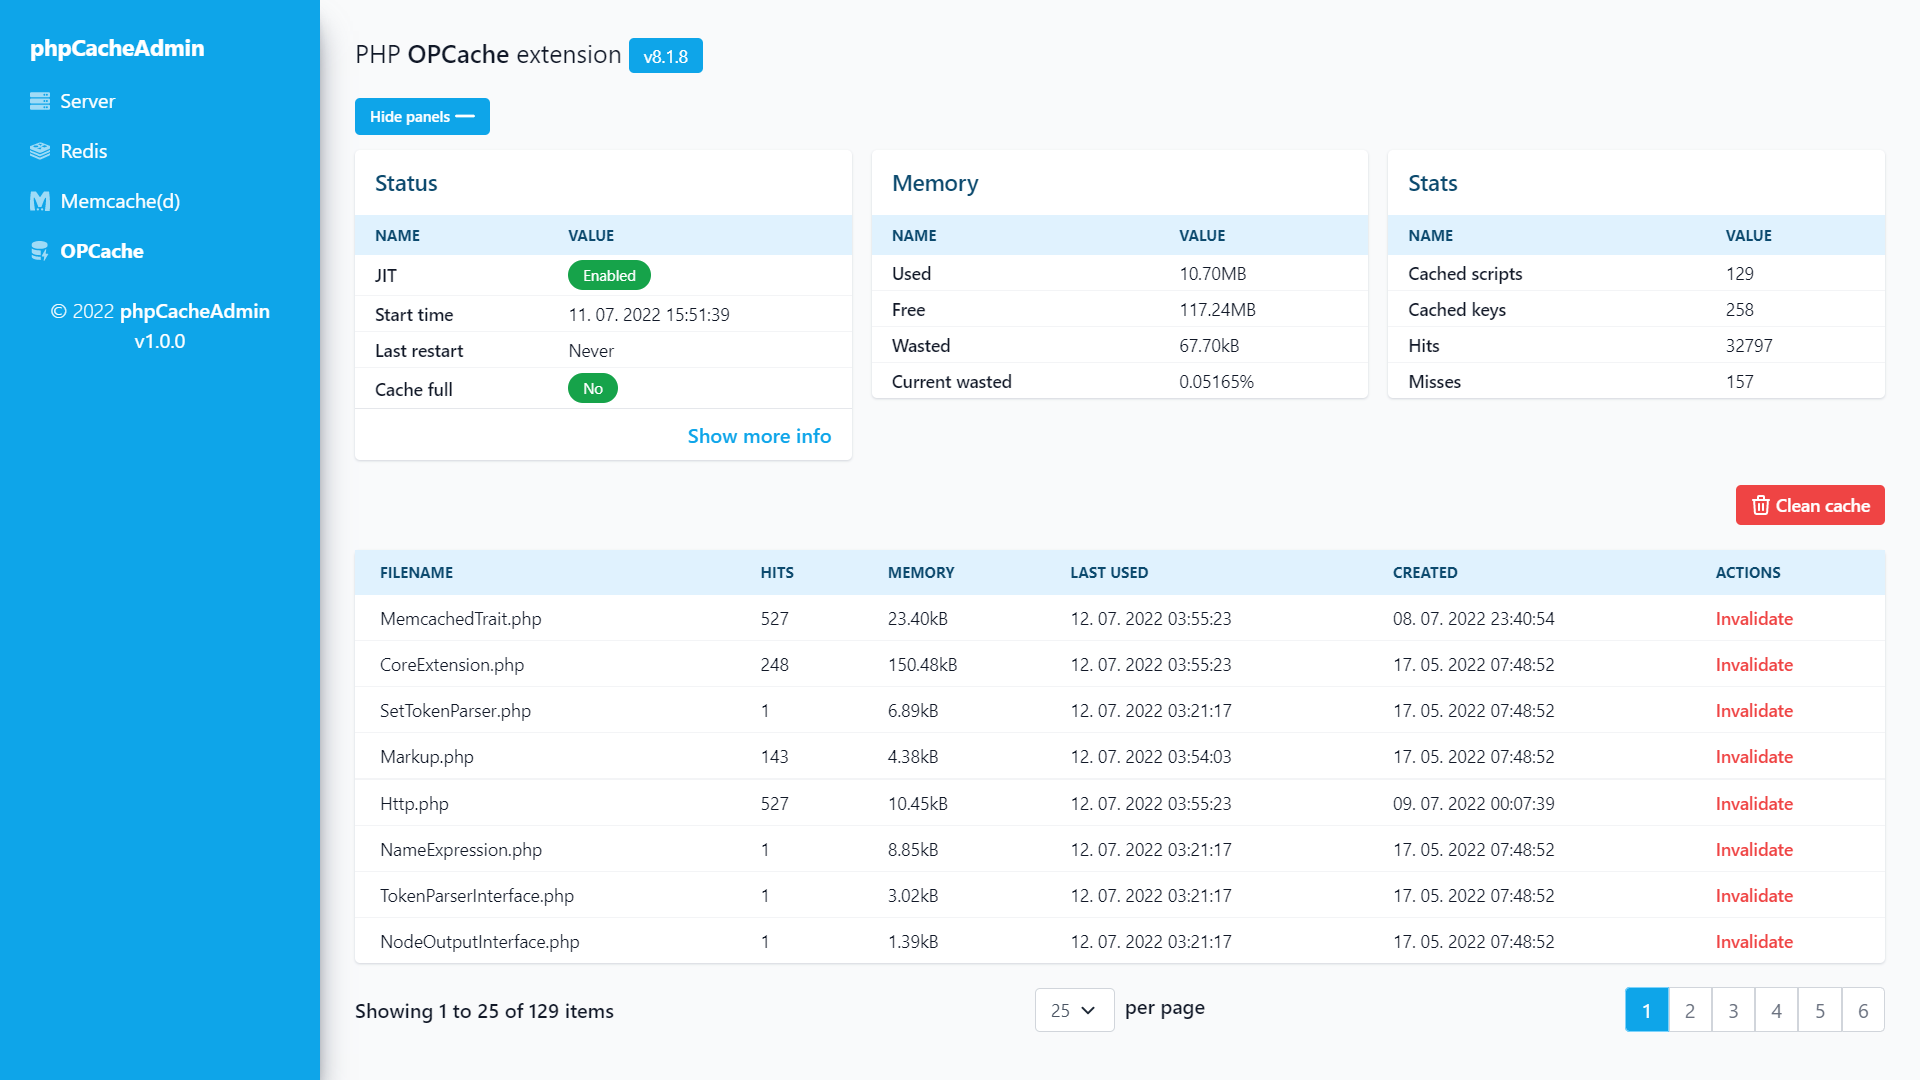 phpCacheAdmin
Server
Redis
Memcache(d)
OPCache
© 2022 phpCacheAdmin
v1.0.0
PHP OPCache extension v8.1.8
Hide panels
Status
NAME VALUE
JIT Enabled
Start time 11. 07. 2022 15:51:39
Last restart Never
Cache full No
Show more info
Memory
NAME VALUE
Used 10.70MB
Free 117.24MB
Wasted 67.70kB
Current wasted 0.05165%
Stats
NAME VALUE
Cached scripts 129
Cached keys 258
Hits 32797
Misses 157
Clean cache
FILENAME HITS MEMORY LAST USED CREATED ACTIONS
MemcachedTrait.php 527 23.40kB 12. 07. 2022 03:55:23 08. 07. 2022 23:40:54 Invalidate
CoreExtension.php 248 150.48kB 12. 07. 2022 03:55:23 17. 05. 2022 07:48:52 Invalidate
SetTokenParser.php 1 6.89kB 12. 07. 2022 03:21:17 17. 05. 2022 07:48:52 Invalidate
Markup.php 143 4.38kB 12. 07. 2022 03:54:03 17. 05. 2022 07:48:52 Invalidate
Http.php 527 10.45kB 12. 07. 2022 03:55:23 09. 07. 2022 00:07:39 Invalidate
NameExpression.php 1 8.85kB 12. 07. 2022 03:21:17 17. 05. 2022 07:48:52 Invalidate
TokenParserInterface.php 1 3.02kB 12. 07. 2022 03:21:17 17. 05. 2022 07:48:52 Invalidate
NodeOutputInterface.php 1 1.39kB 12. 07. 2022 03:21:17 17. 05. 2022 07:48:52 Invalidate
Showing 1 to 25 of 129 items 25 per page 1 2 3 4 5 6